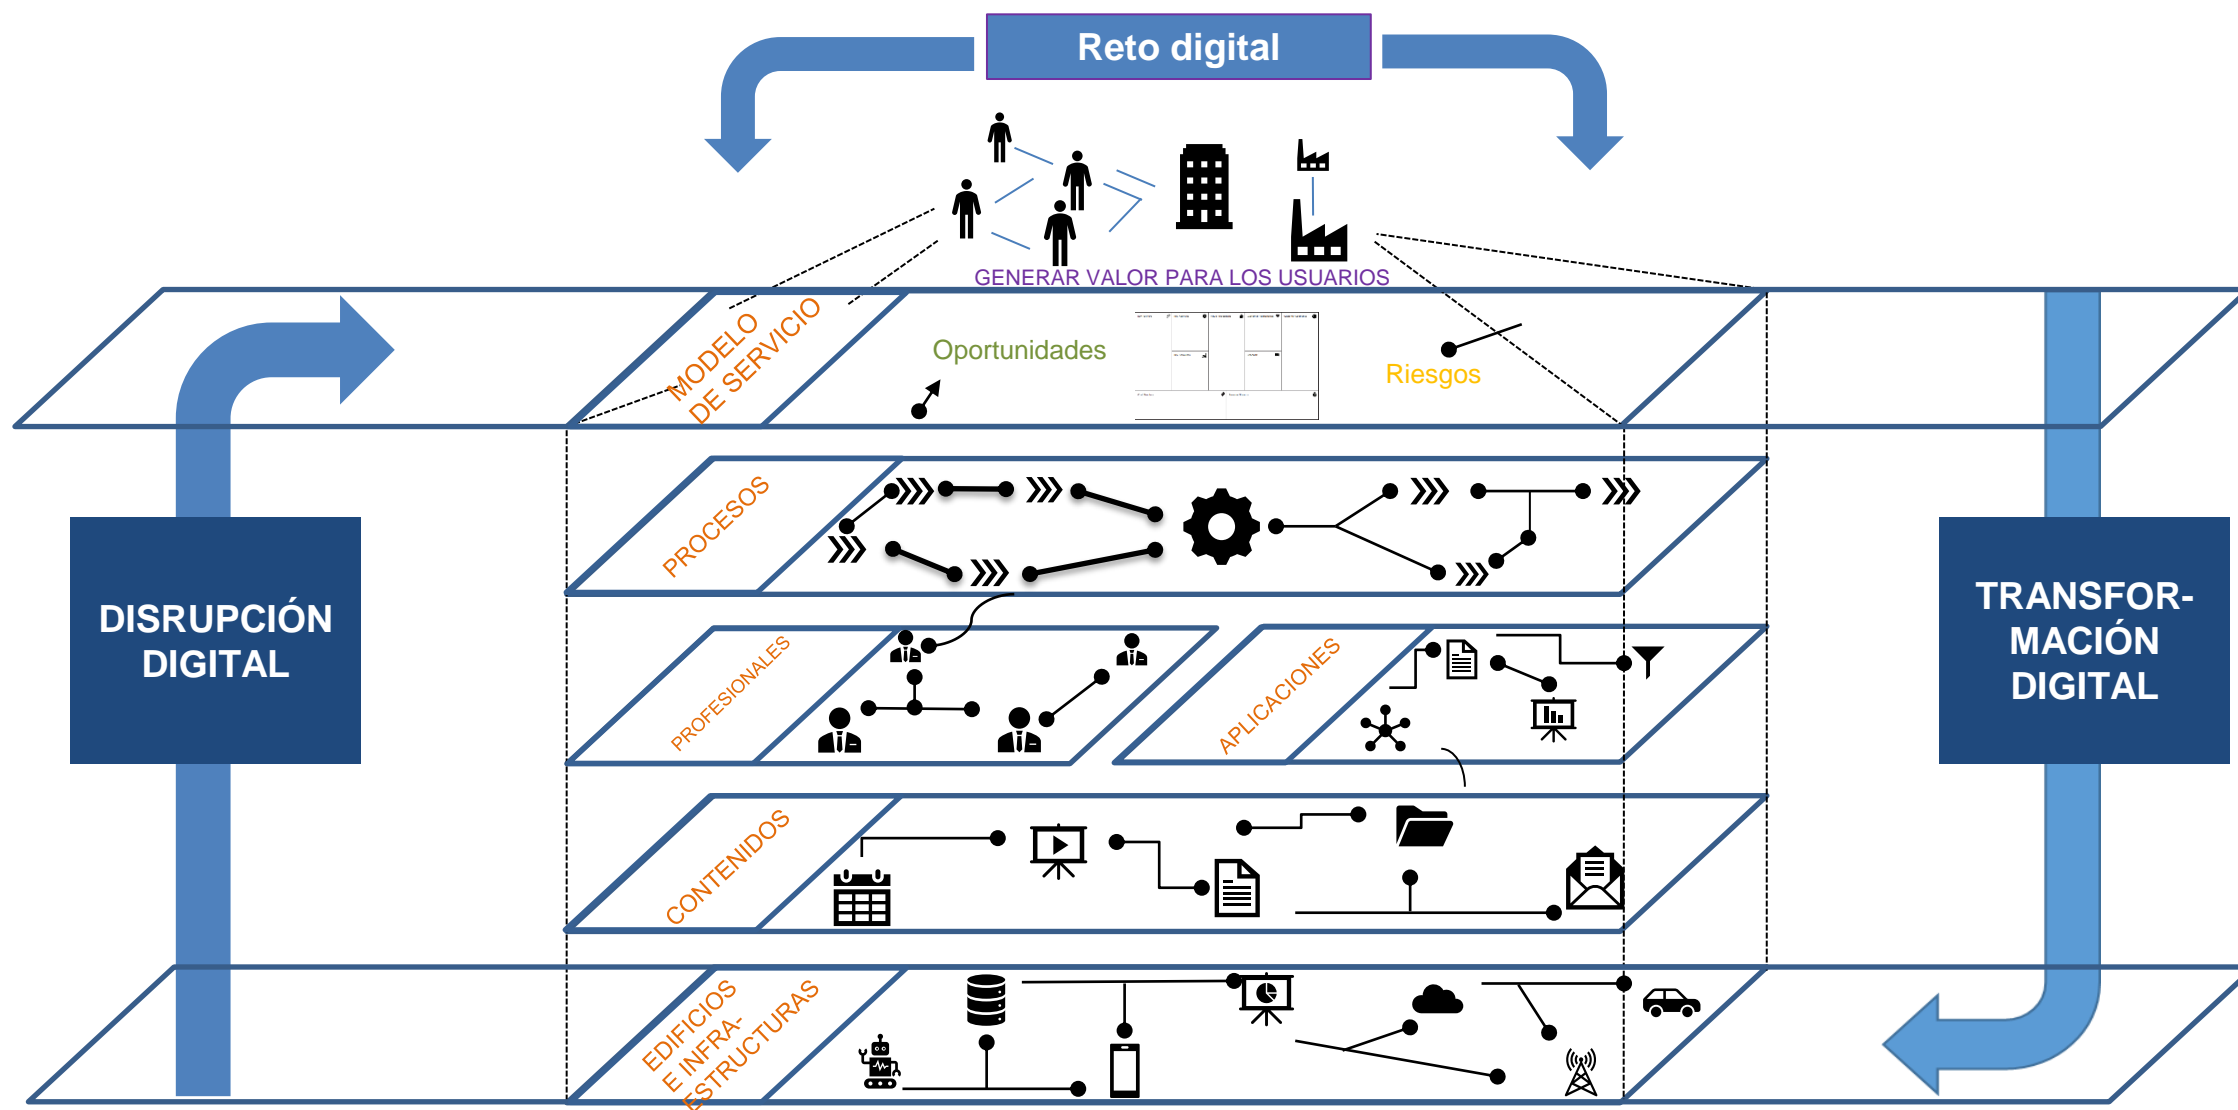 Reto digital
GENERAR VALOR PARA LOS USUARIOS
MODELO
DE SERVICIO
Oportunidades
Riesgos
PROCESOS
DISRUPCIÓN
DIGITAL
TRANSFOR-
MACIÓN
DIGITAL
PROFESIONALES
APLICACIONES
CONTENIDOS
EDIFICIOS
E INFRA-
ESTRUCTURAS